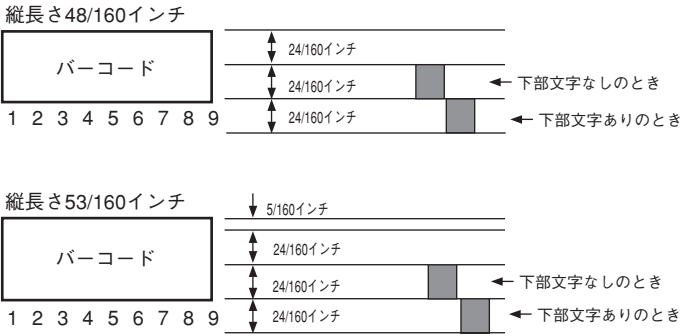 縦長さ48/160インチ
バーコード
1 2 3 4 5 6 7 8 9
24/160インチ
24/160インチ
24/160インチ
下部文字なしのとき
下部文字ありのとき
縦長さ53/160インチ
バーコード
1 2 3 4 5 6 7 8 9
5/160インチ
24/160インチ
24/160インチ
24/160インチ
下部文字なしのとき
下部文字ありのとき